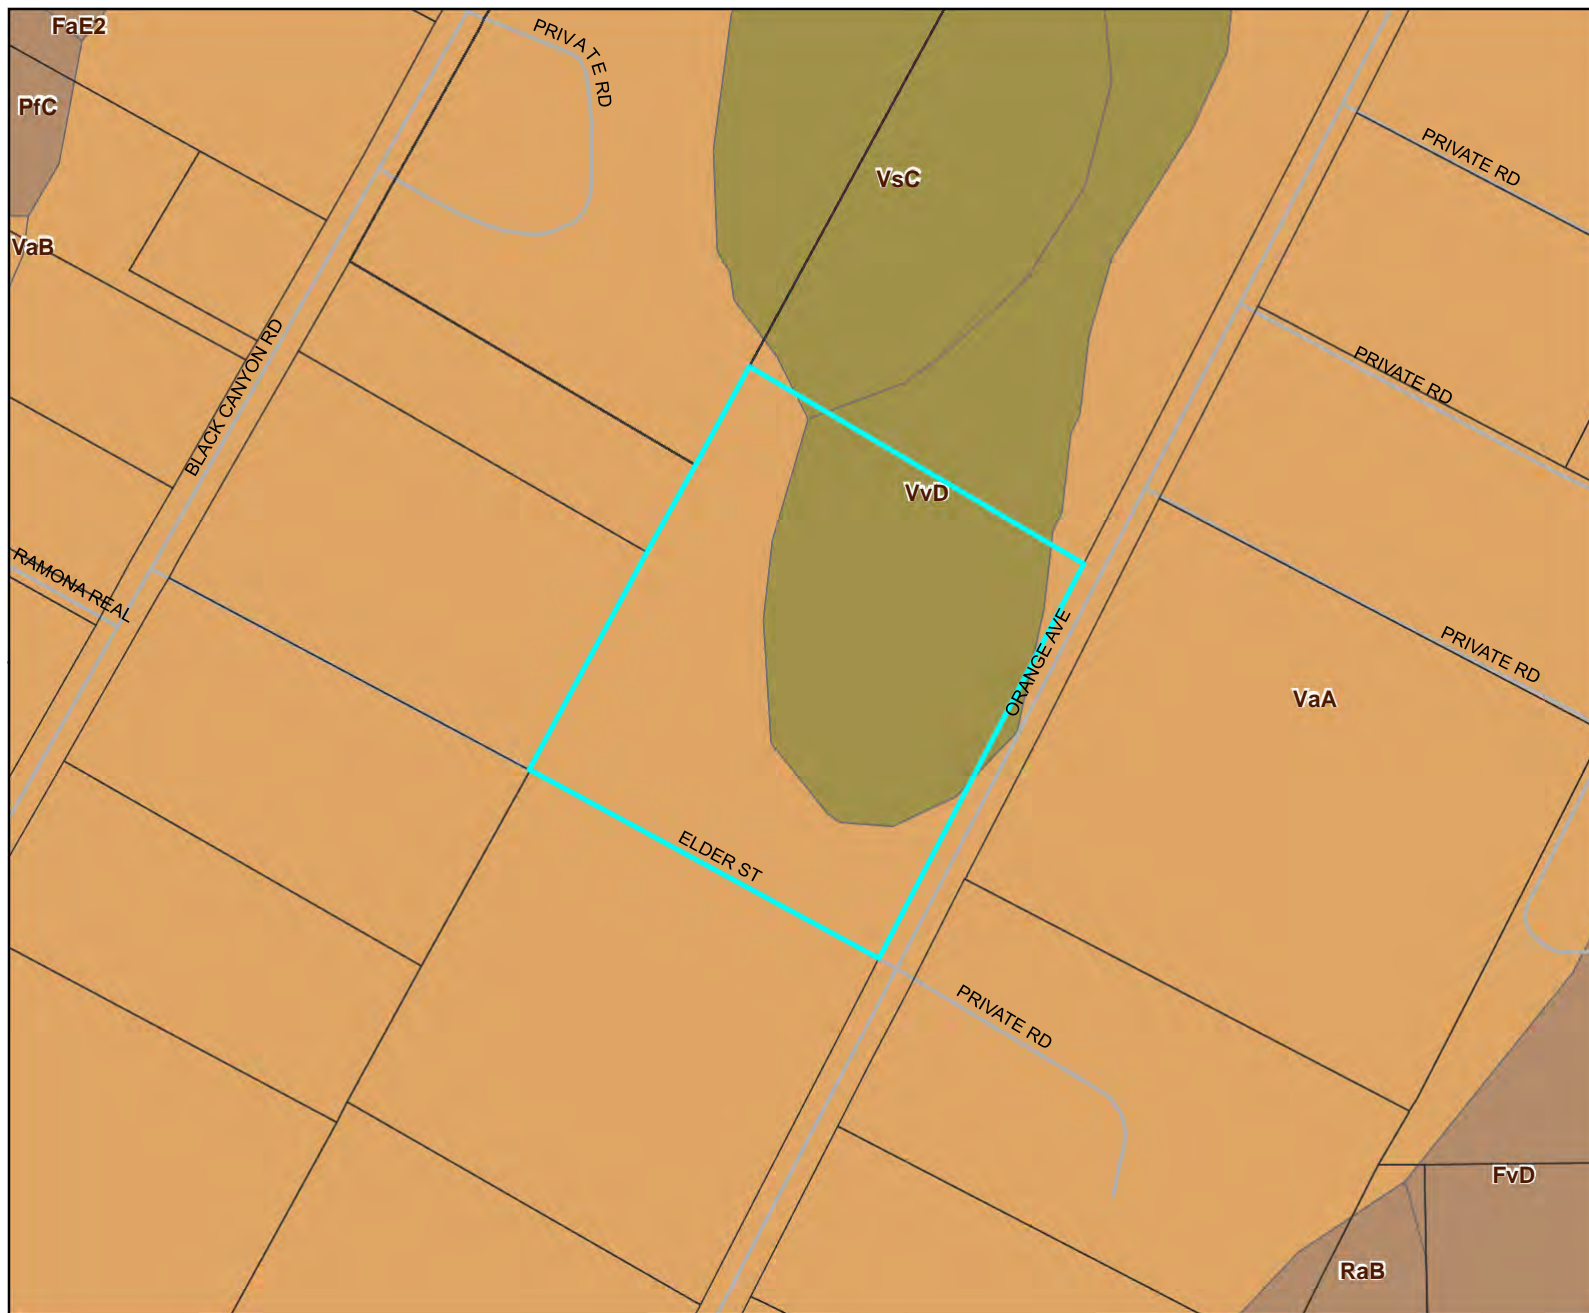 FaE2
PRIVATE RD
PfC
PRIVATE RD
VsC
VaB
PRIVATE RD
BLACK CANYON RD
VvD
RAMONA REAL
PRIVATE RD
ORANGE AVE
VaA
ELDER ST
PRIVATE RD
FvD
RaB